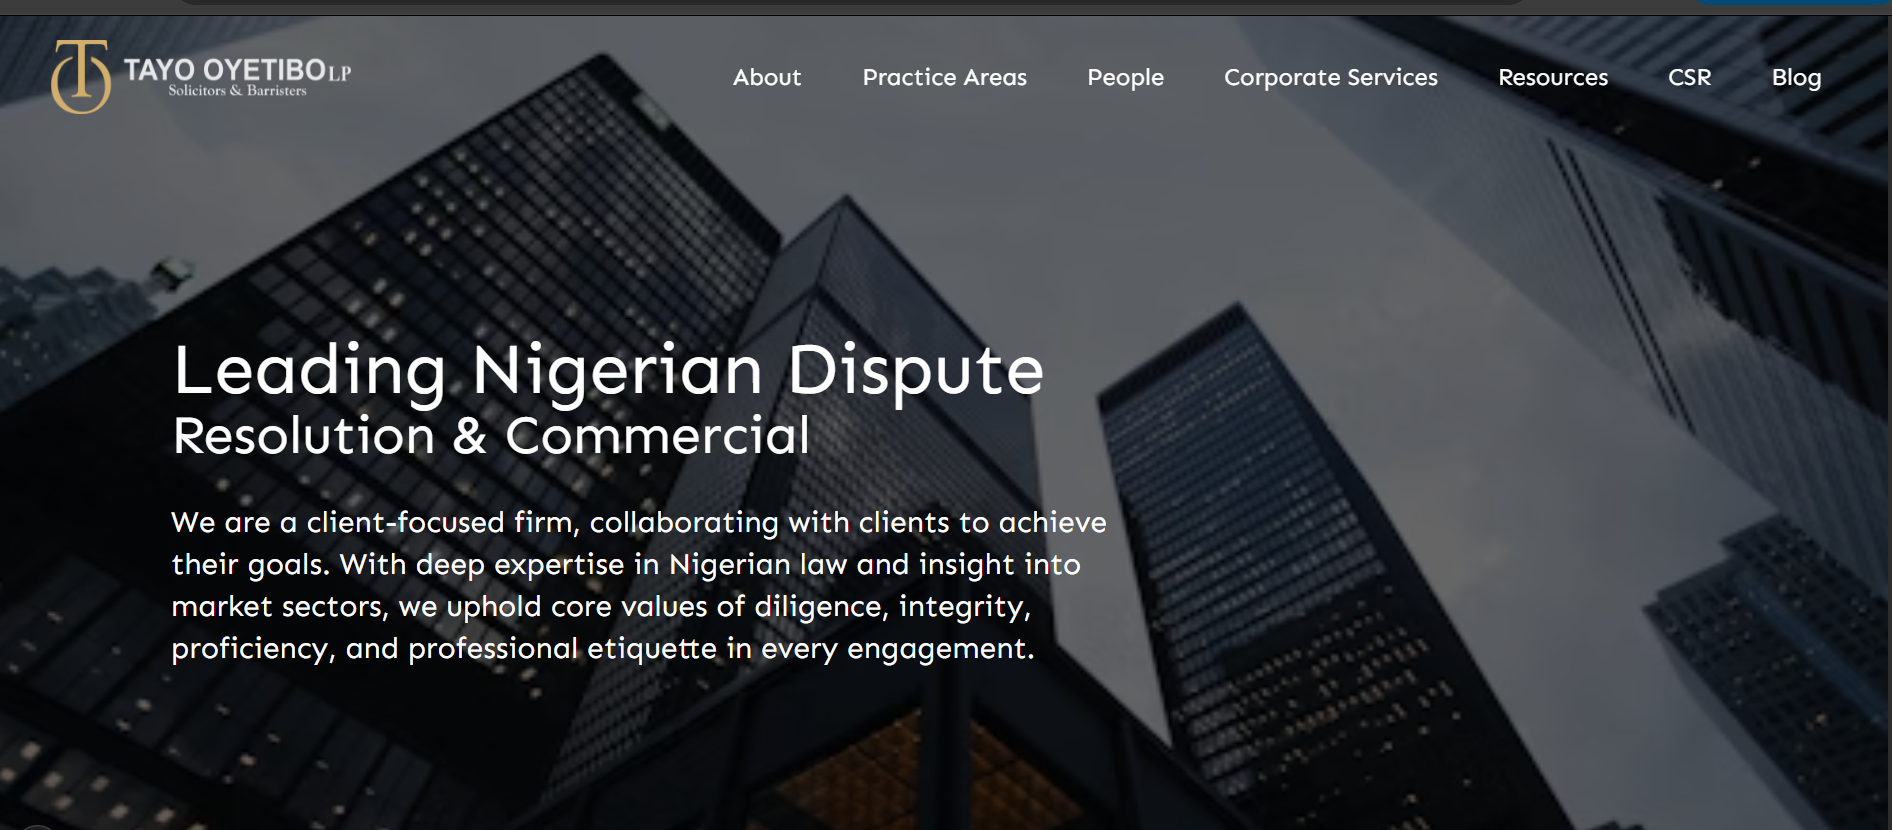 TAYO OYETIBO LP
Solicitors & Barristers
About
Practice Areas
People
Corporate Services
Resources
CSR
Blog
Leading Nigerian Dispute
Resolution & Commercial
We are a client-focused firm, collaborating with clients to achieve
their goals. With deep expertise in Nigerian law and insight into
market sectors, we uphold core values of diligence, integrity,
proficiency, and professional etiquette in every engagement.